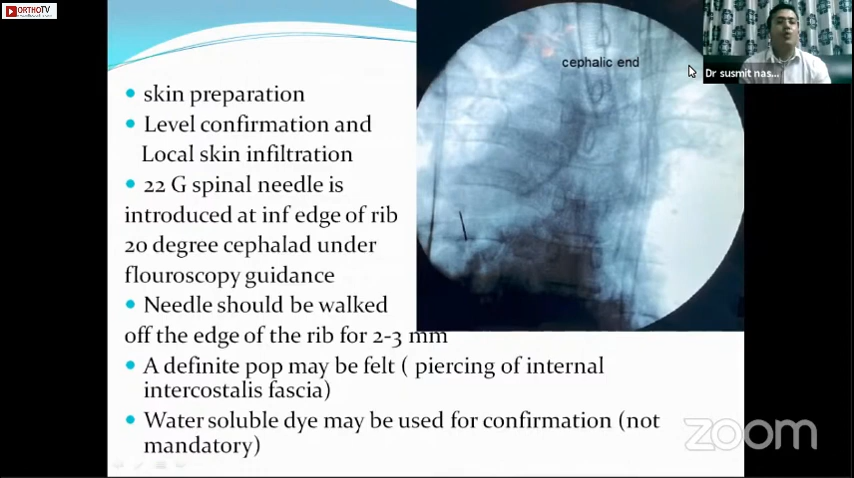 ORTHOTV
cephalic end
Dr susmit nas...
skin preparation
Level confirmation and
Local skin infiltration
22 G spinal needle is
introduced at inf edge of rib
20 degree cephalad under
flouroscopy guidance
Needle should be walked
off the edge of the rib for 2-3 mm
A definite pop may be felt ( piercing of internal
intercostalis fascia)
Water soluble dye may be used for confirmation (not
mandatory)
zoom